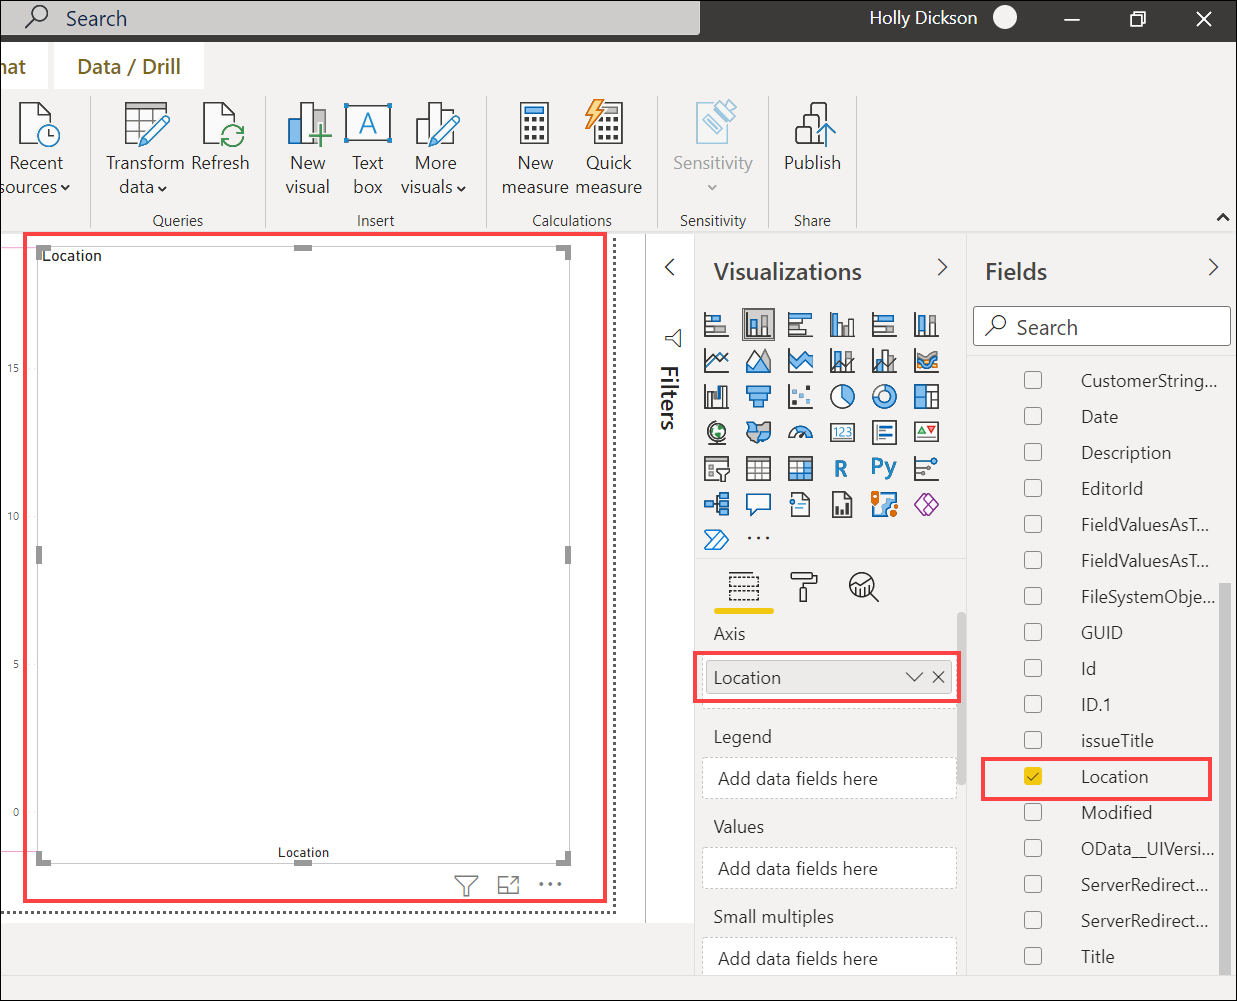 Search
Holly Dickson
nat
Data / Drill
Recent
sources
Transform
data
Refresh
New
visual
A
Text
box
More
visuals
New
measure
Quick
measure
Sensitivity
Publish
Queries
Insert
Calculations
Sensitivity
Share
Location
15
10
5
0
Location
Filters
Visualizations
123
R
Py
Axis
Location
Legend
Add data fields here
Values
Add data fields here
Small multiples
Add data fields here
Fields
Search
CustomerString...
Date
Description
EditorId
FieldValuesAsT...
FieldValuesAsT...
FileSystemObje...
GUID
Id
ID.1
issueTitle
Location
Modified
OData__UIVersi...
ServerRedirect...
ServerRedirect...
Title